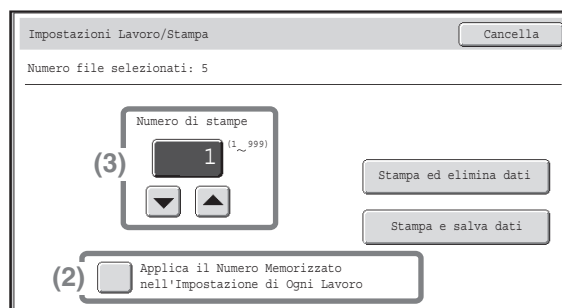 Impostazioni Lavoro/Stampa
Cancella
Numero file selezionati: 5
Numero di stampe
(3)
1
(1~999)
Stampa ed elimina dati
Stampa e salva dati
(2)
Applica il Numero Memorizzato
nell'Impostazione di Ogni Lavoro